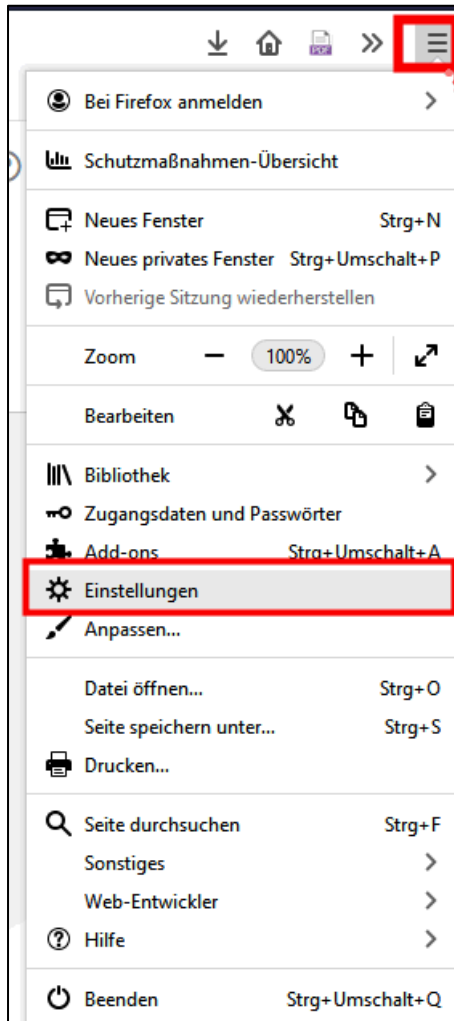 PDF
Bei Firefox anmelden
Schutzmaßnahmen-Übersicht
Neues Fenster Strg+N
Neues privates Fenster Strg+Umschalt+P
Vorherige Sitzung wiederherstellen
Zoom 100%
Bearbeiten
Bibliothek
Zugangsdaten und Passwörter
Add-ons Strg+Umschalt+A
Einstellungen
Anpassen...
Datei öffnen... Strg+O
Seite speichern unter... Strg+S
Drucken...
Seite durchsuchen Strg+F
Sonstiges
Web-Entwickler
Hilfe
Beenden Strg+Umschalt+Q